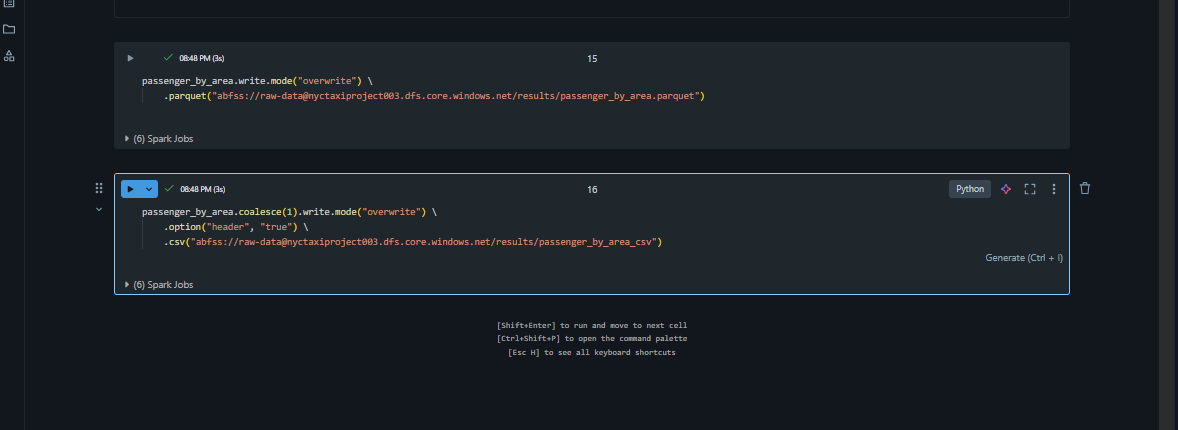 08:48 PM (3s)
15
passenger_by_area.write.mode("overwrite") \
.parquet("abfss://raw-data@nyctaxiproject003.dfs.core.windows.net/results/passenger_by_area.parquet")
(6) Spark Jobs
08:48 PM (3s)
16
Python
passenger_by_area.coalesce(1).write.mode("overwrite") \
.option("header", "true") \
.csv("abfss://raw-data@nyctaxiproject003.dfs.core.windows.net/results/passenger_by_area_csv")
Generate (Ctrl + I)
(6) Spark Jobs
[Shift+Enter] to run and move to next cell
[Ctrl+Shift+P] to open the command palette
[Esc H] to see all keyboard shortcuts